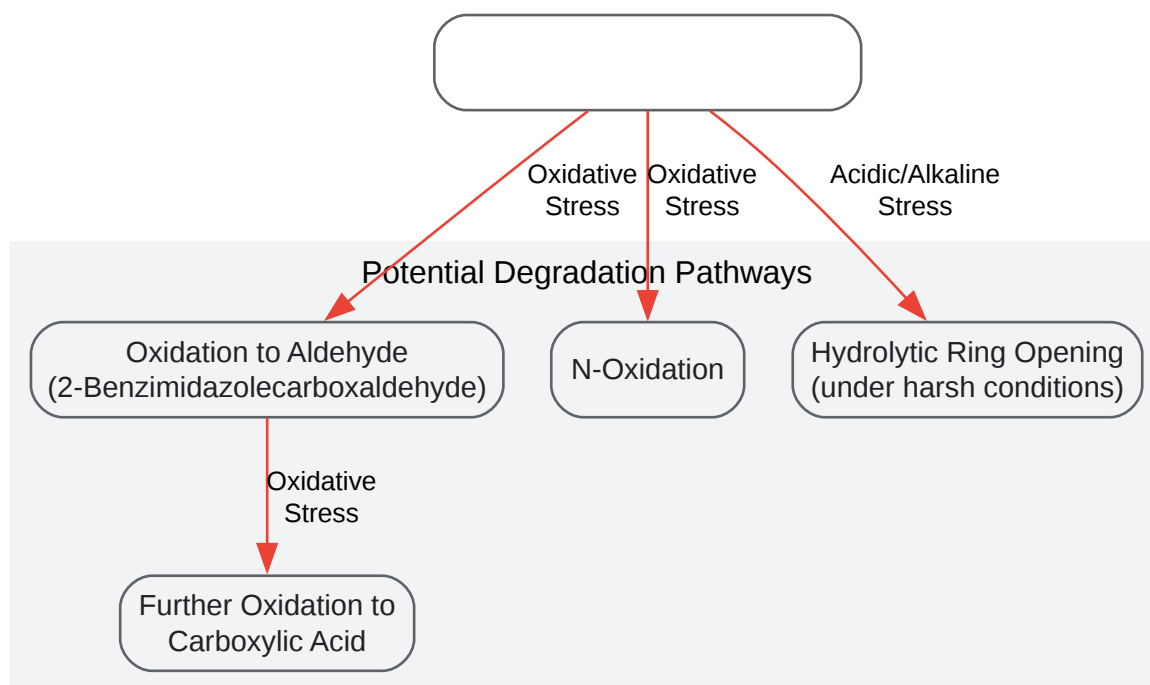 Oxidative
Stress
Oxidative
Stress
Acidic/Alkaline
Stress
Potential Degradation Pathways
Oxidation to Aldehyde
(2-Benzimidazolecarboxaldehyde)
N-Oxidation
Hydrolytic Ring Opening
(under harsh conditions)
Oxidative
Stress
Further Oxidation to
Carboxylic Acid